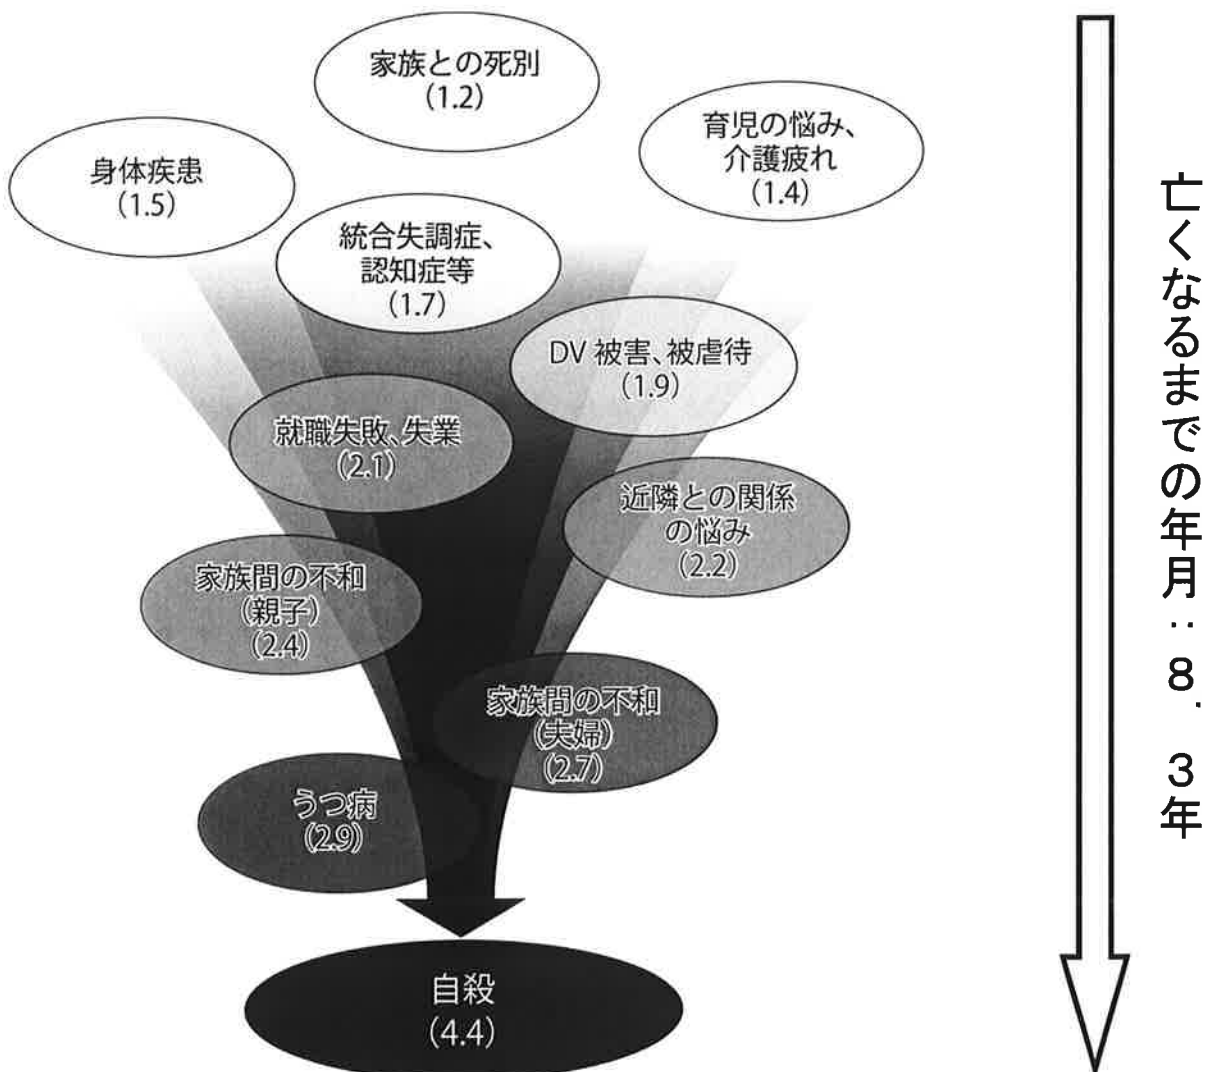 家族との死別
(1.2)
育児の悩み、
介護疲れ
(1.4)
身体疾患
(1.5)
統合失調症、
認知症等
(1.7)
DV 被害、被虐待
(1.9)
就職失敗、失業
(2.1)
近隣との関係
の悩み
(2.2)
家族間の不和
(親子)
(2.4)
家族間の不和
(夫婦)
(2.7)
うつ病
(2.9)
自殺
(4.4)
亡くなるまでの年月：８．３年